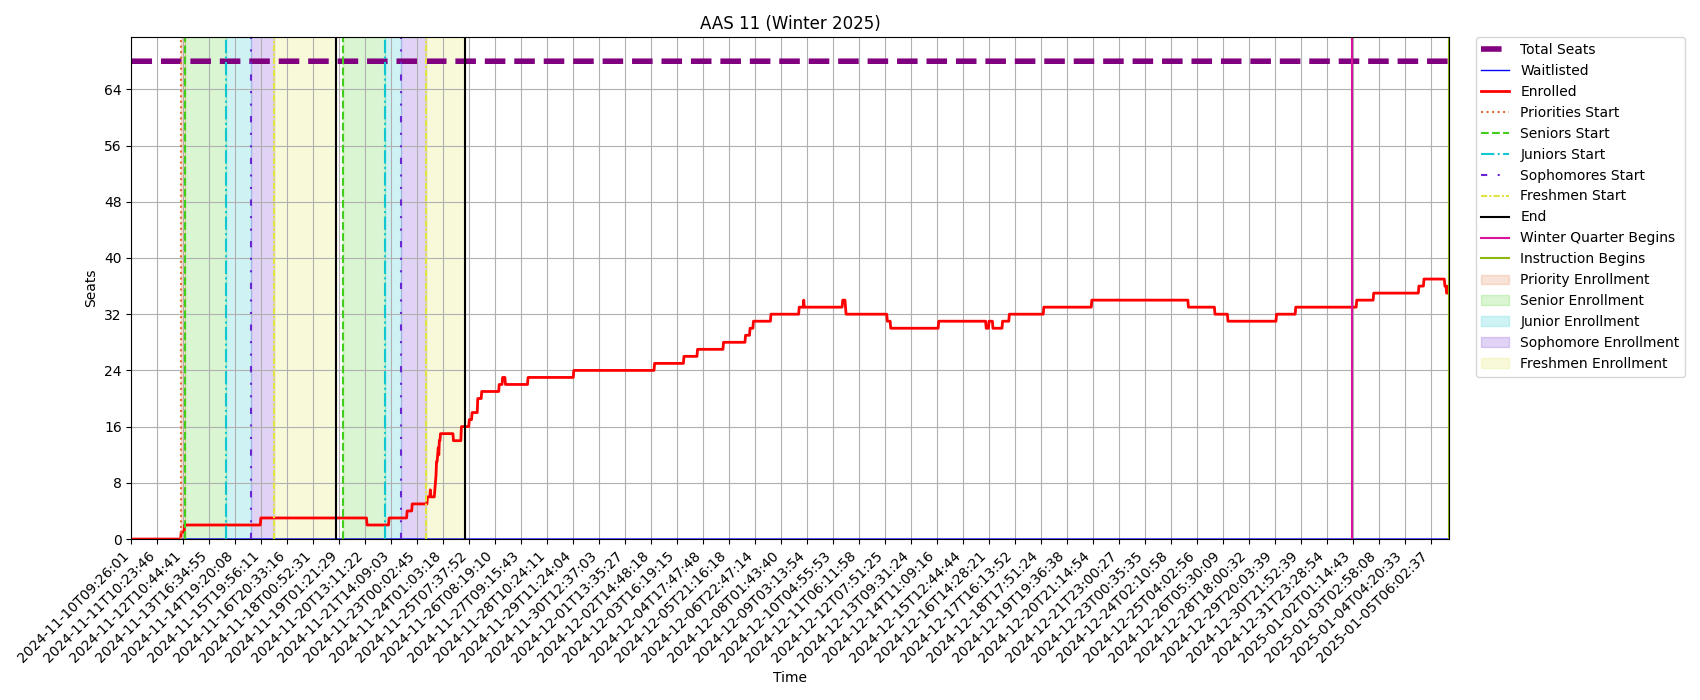 AAS 11 (Winter 2025)
Seats
64
56
48
40
32
24
16
8
0
2024-11-10T09:26:01
2024-11-11T10:23:46
2024-11-12T10:44:41
2024-11-13T16:34:55
2024-11-14T19:20:08
2024-11-15T19:56:11
2024-11-16T20:33:16
2024-11-18T00:52:31
2024-11-19T01:21:29
2024-11-20T13:11:22
2024-11-21T14:09:03
2024-11-23T00:02:45
2024-11-24T01:03:18
2024-11-25T07:37:52
2024-11-26T08:19:10
2024-11-27T09:15:43
2024-11-28T10:24:11
2024-11-29T11:24:04
2024-11-30T12:37:03
2024-12-01T13:35:27
2024-12-02T14:48:18
2024-12-03T16:19:15
2024-12-04T17:47:48
2024-12-05T21:16:18
2024-12-06T22:47:14
2024-12-08T01:43:40
2024-12-09T03:13:54
2024-12-10T04:55:53
2024-12-11T06:11:58
2024-12-12T07:51:25
2024-12-13T09:31:24
2024-12-14T11:09:16
2024-12-15T12:44:44
2024-12-16T14:28:21
2024-12-17T16:13:52
2024-12-18T17:51:24
2024-12-19T19:36:38
2024-12-20T21:14:54
2024-12-21T23:00:27
2024-12-23T00:35:35
2024-12-24T02:10:58
2024-12-25T04:02:56
2024-12-26T05:30:09
2024-12-28T18:00:32
2024-12-29T20:03:39
2024-12-30T21:52:39
2024-12-31T23:28:54
2025-01-02T01:14:43
2025-01-03T02:58:08
2025-01-04T04:20:33
2025-01-05T06:02:37
Time
Total Seats
Waitlisted
Enrolled
Priorities Start
Seniors Start
Juniors Start
Sophomores Start
Freshmen Start
End
Winter Quarter Begins
Instruction Begins
Priority Enrollment
Senior Enrollment
Junior Enrollment
Sophomore Enrollment
Freshmen Enrollment